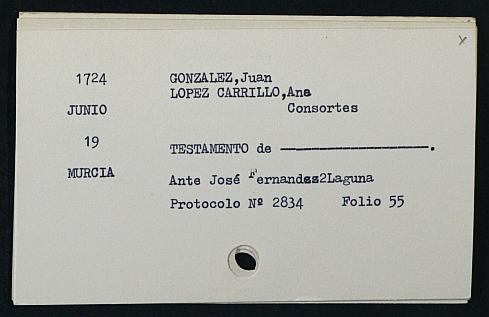 x
1724 GONZALEZ,Juan
LOPEZ CARRILLO,Ana
JUNIO Consortes
19
TESTAMENTO de ————————————.
MURCIA
Ante José Fernandez2Laguna
Protocolo Nº 2834 Folio 55